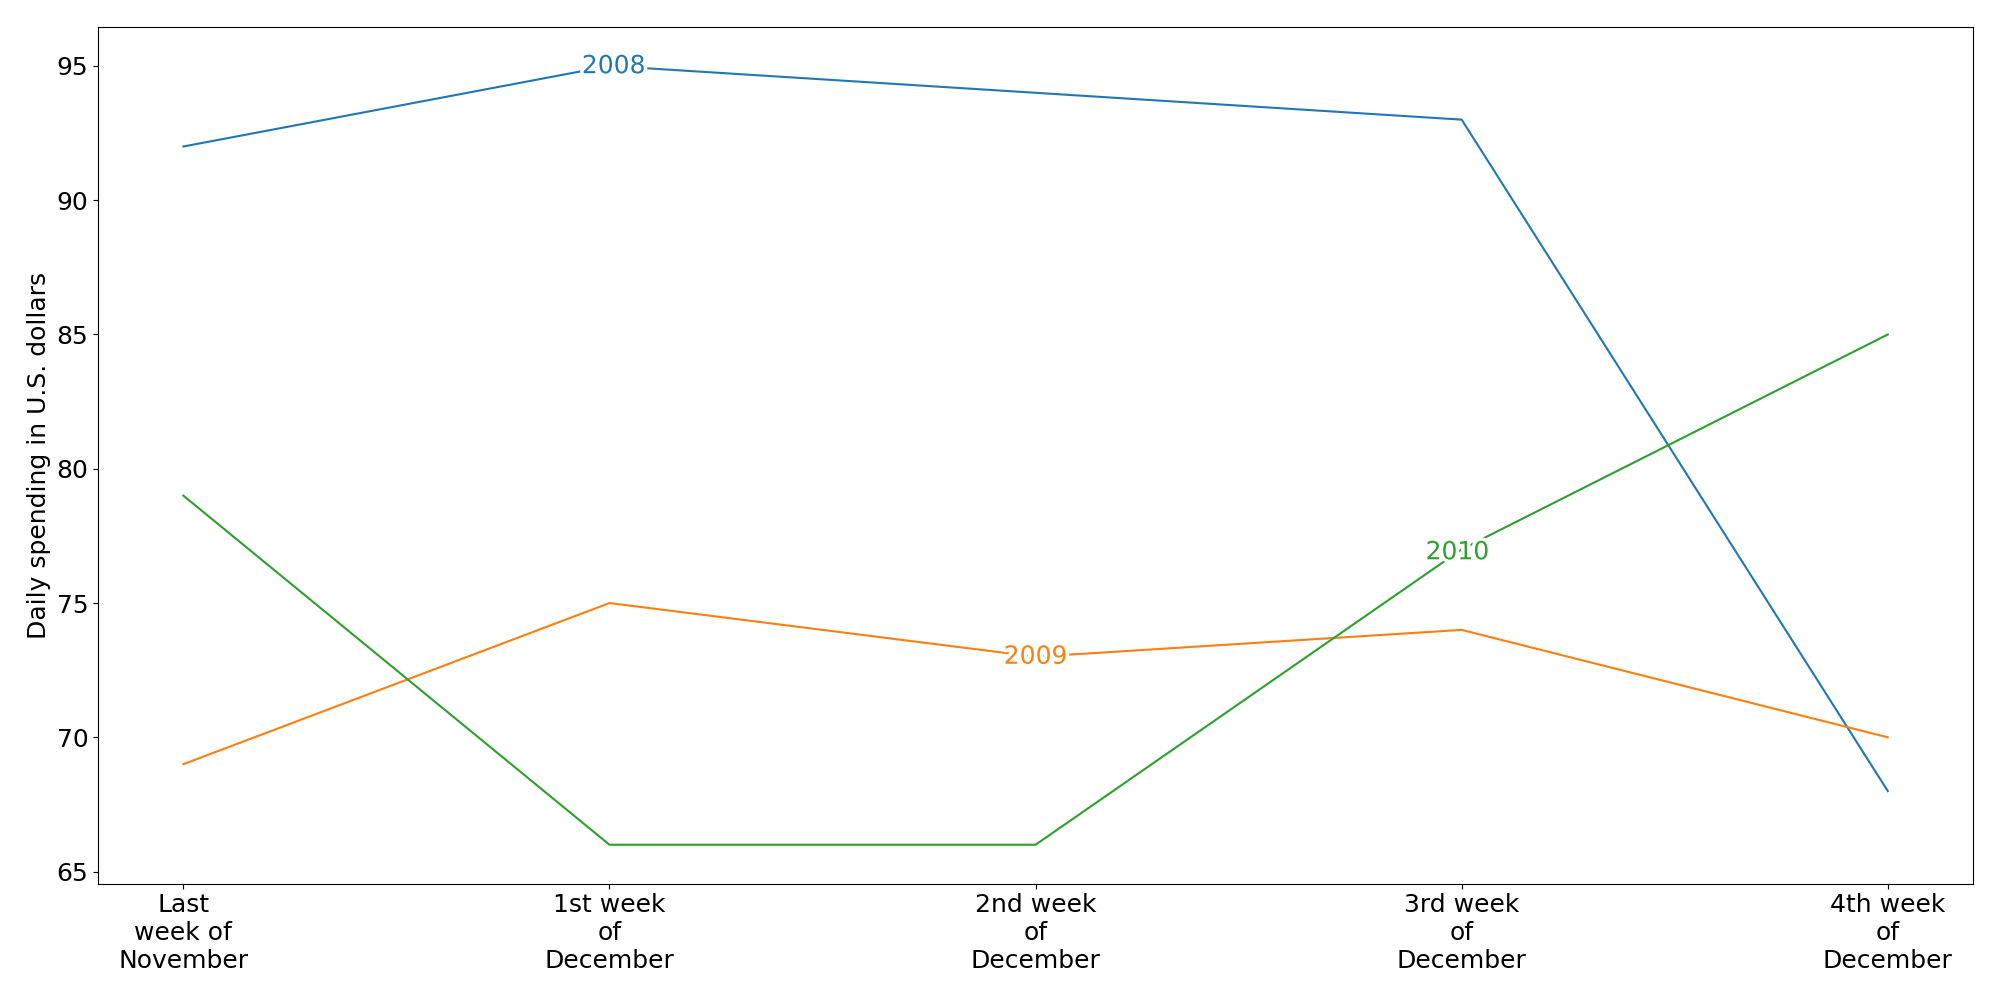 Daily spending in U.S. dollars
95
90
85
80
75
70
65
2008
2009
2010
Last
week of
November
1st week
of
December
2nd week
of
December
3rd week
of
December
4th week
of
December